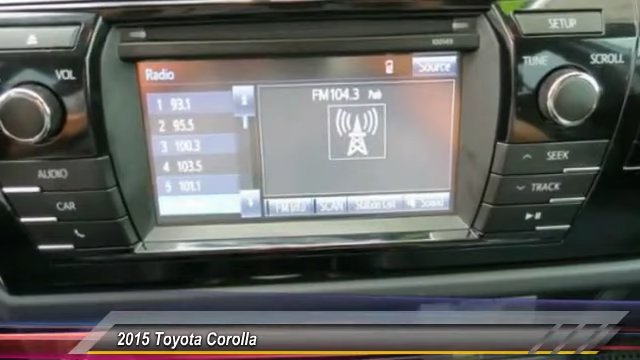 SETUP
100549
VOL
Radio
Source
TUNE
SCROLL
FM104.3
1 93.1
2 95.5
3 100.3
4 103.5
5 101.1
AUDIO
CAR
SEEK
TRACK
SCAN
Station List
Sound
2015 Toyota Corolla